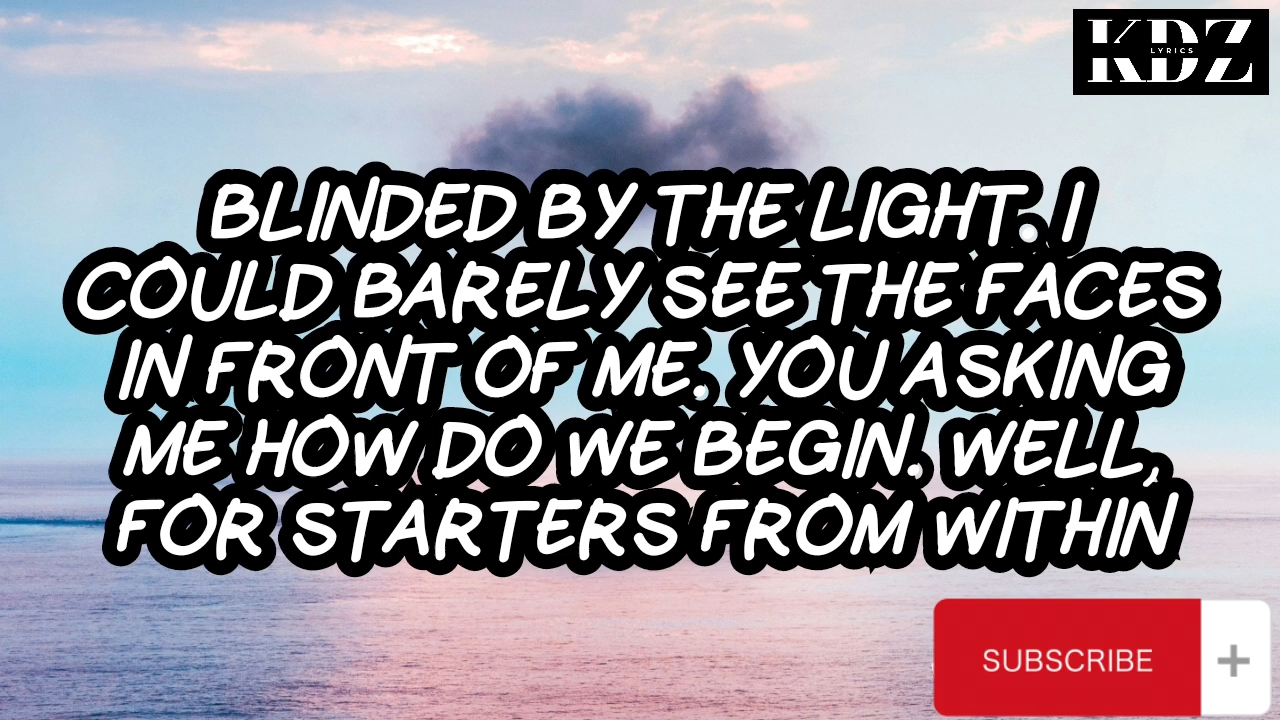 KDZ
LYRICS
BLINDED BY THE LIGHT. I
COULD BARELY SEE THE FACES
IN FRONT OF ME. YOU ASKING
ME HOW DO WE BEGIN. WELL,
FOR STARTERS FROM WITHIN
SUBSCRIBE +